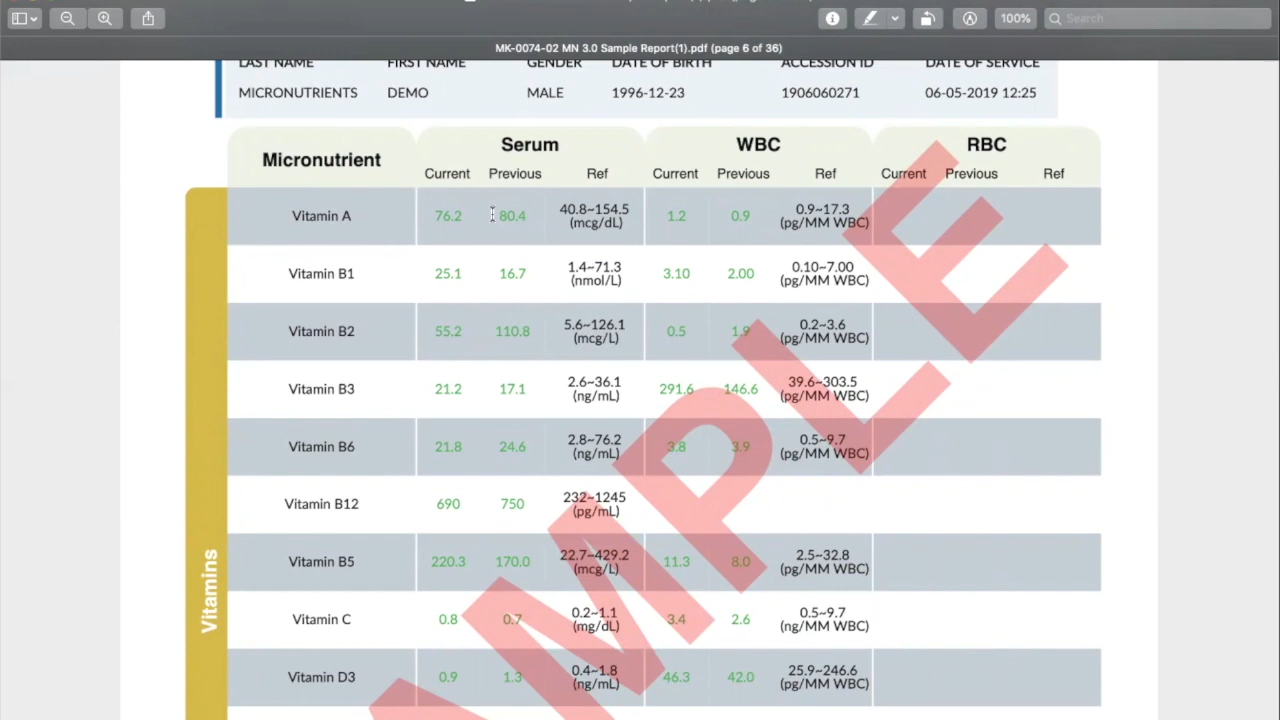 100%
Search
MK-0074-02 MN 3.0 Sample Report(1).pdf (page 6 of 36)
LAST NAME FIRST NAME GENDER DATE OF BIRTH ACCESSION ID DATE OF SERVICE
MICRONUTRIENTS DEMO MALE 1996-12-23 1906060271 06-05-2019 12:25
Micronutrient Serum WBC RBC
Current Previous Ref Current Previous Ref Current Previous Ref
Vitamin A 76.2 80.4 40.8~154.5 (mcg/dL) 1.2 0.9 0.9~17.3 (pg/MM WBC)
Vitamin B1 25.1 16.7 1.4~71.3 (nmol/L) 3.10 2.00 0.10~7.00 (pg/MM WBC)
Vitamin B2 55.2 110.8 5.6~126.1 (mcg/L) 0.5 1.9 0.2~3.6 (pg/MM WBC)
Vitamin B3 21.2 17.1 2.6~36.1 (ng/mL) 291.6 146.6 39.6~303.5 (pg/MM WBC)
Vitamin B6 21.8 24.6 2.8~76.2 (ng/mL) 3.8 3.9 0.5~9.7 (pg/MM WBC)
Vitamin B12 690 750 232~1245 (pg/mL)
Vitamin B5 220.3 170.0 22.7~429.2 (mcg/L) 11.3 8.0 2.5~32.8 (pg/MM WBC)
Vitamin C 0.8 0.7 0.2~1.1 (mg/dL) 3.4 2.6 0.5~9.7 (ng/MM WBC)
Vitamin D3 0.9 1.3 0.4~1.8 (ng/mL) 46.3 42.0 25.9~246.6 (pg/MM WBC)
Vitamins
AMPLE